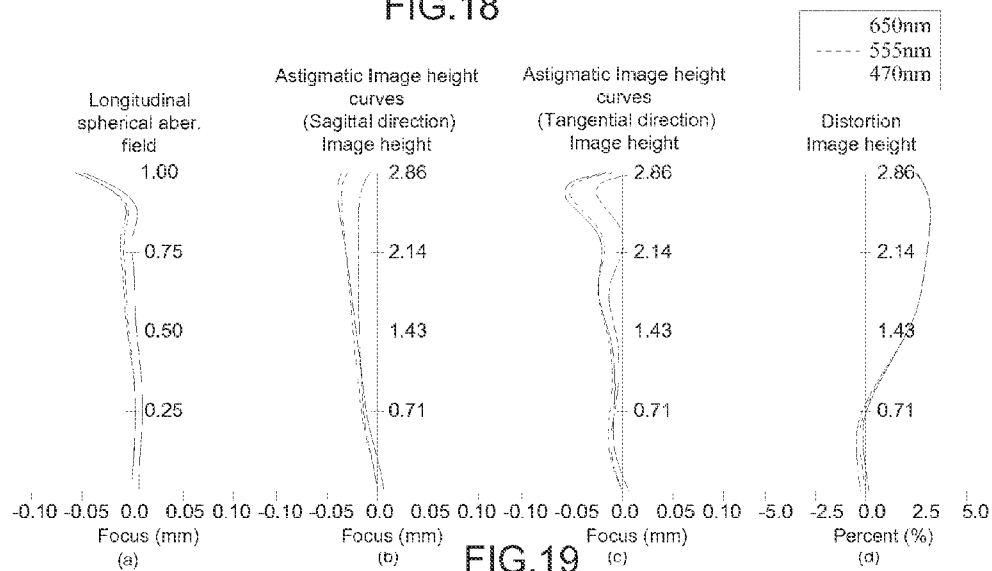 FIG.18
650nm
555nm
470nm
Longitudinal
spherical aber.
field
1.00
0.75
0.50
0.25
-0.10 -0.05 0.0 0.05 0.10
Focus (mm)
(a)
Astigmatic Image height
curves
(Sagittal direction)
Image height
2.86
2.14
1.43
0.71
-0.10 -0.05 0.0 0.05 0.10
Focus (mm)
(b)
Astigmatic Image height
curves
(Tangential direction)
Image height
2.86
2.14
1.43
0.71
-0.10 -0.05 0.0 0.05 0.10
Focus (mm)
(c)
Distortion
Image height
2.86
2.14
1.43
0.71
-5.0 2.5 0.0 2.5 5.0
Percent (%)
(d)
FIG.19